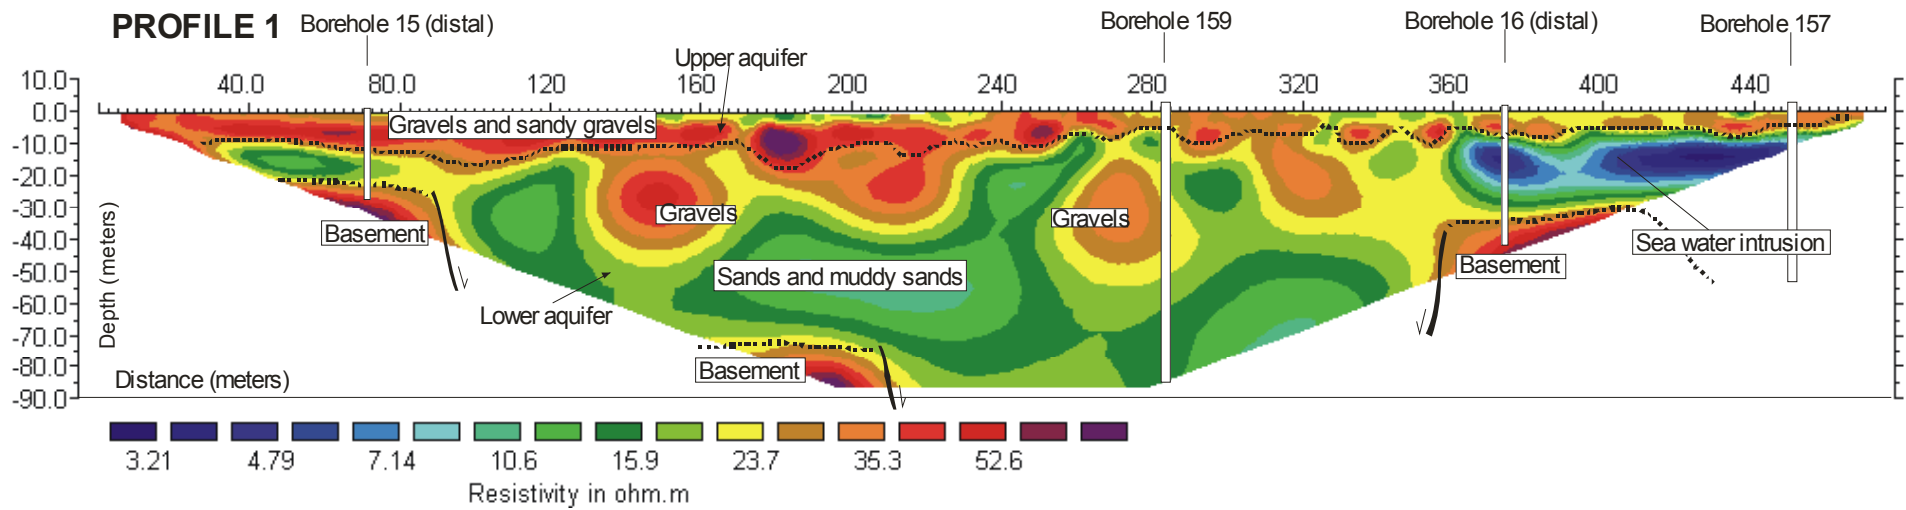 PROFILE 1 Borehole 15 (distal) Borehole 159 Borehole 16 (distal) Borehole 157
Upper aquifer
10.0 40.0 80.0 120 160 200 240 280 320 360 400 440
0.0
Gravels and sandy gravels
-10.0
-20.0
-30.0
Gravels Gravels
Basement
-40.0
Sea water intrusion
Basement
-50.0
Sands and muddy sands
-60.0
Lower aquifer
-70.0
-80.0
Basement
-90.0
Depth (meters)
Distance (meters)
3.21 4.79 7.14 10.6 15.9 23.7 35.3 52.6
Resistivity in ohm.m